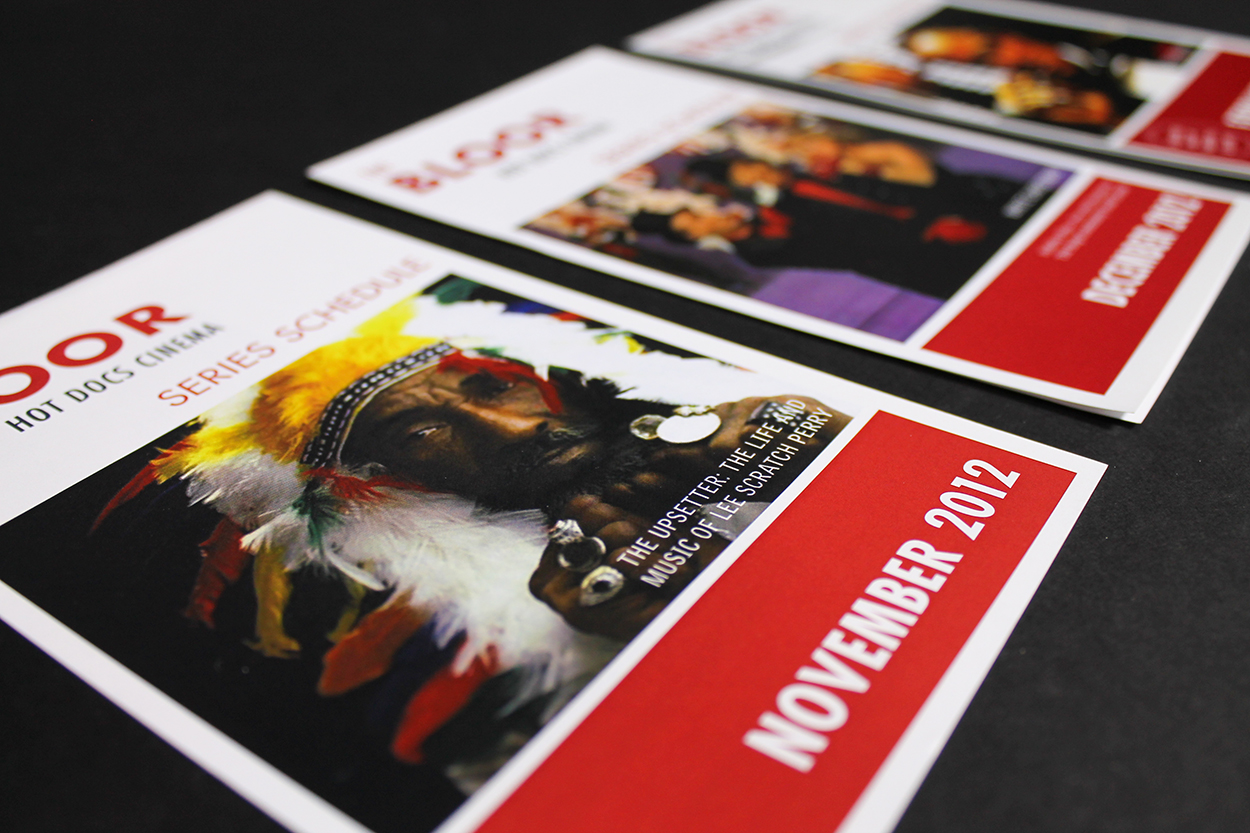 OOR
HOT DOCS CINEMA
SERIES SCHEDULE
THE UPSETTER: THE LIFE AND
MUSIC OF LEE SCRATCH PERRY
NOVEMBER 2012
BLOOR
DECEMBER 2012